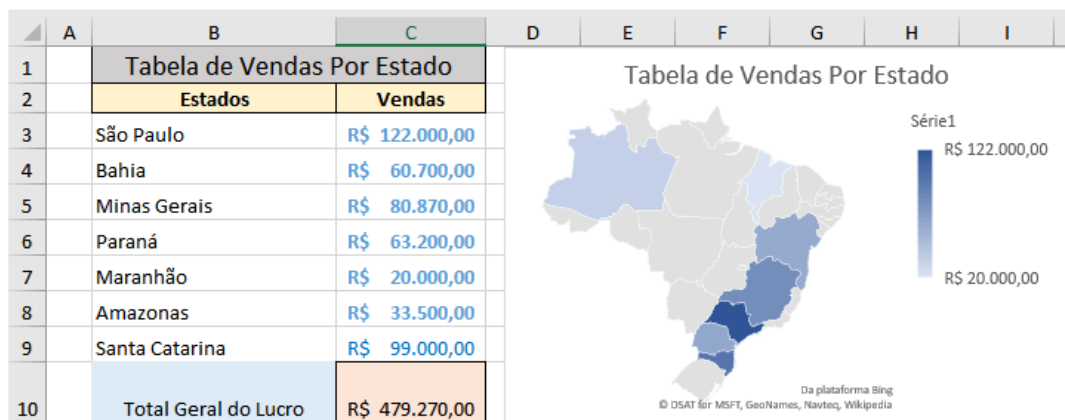 A B C D E F G H I
1 Tabela de Vendas Por Estado
2 Estados Vendas
3 São Paulo R$ 122.000,00
4 Bahia R$ 60.700,00
5 Minas Gerais R$ 80.870,00
6 Paraná R$ 63.200,00
7 Maranhão R$ 20.000,00
8 Amazonas R$ 33.500,00
9 Santa Catarina R$ 99.000,00
10 Total Geral do Lucro R$ 479.270,00
Tabela de Vendas Por Estado
Série1
R$ 122.000,00
R$ 20.000,00
Da plataforma Bing
© DSAT for MSFT, GeoNames, Navteq, Wikipedia